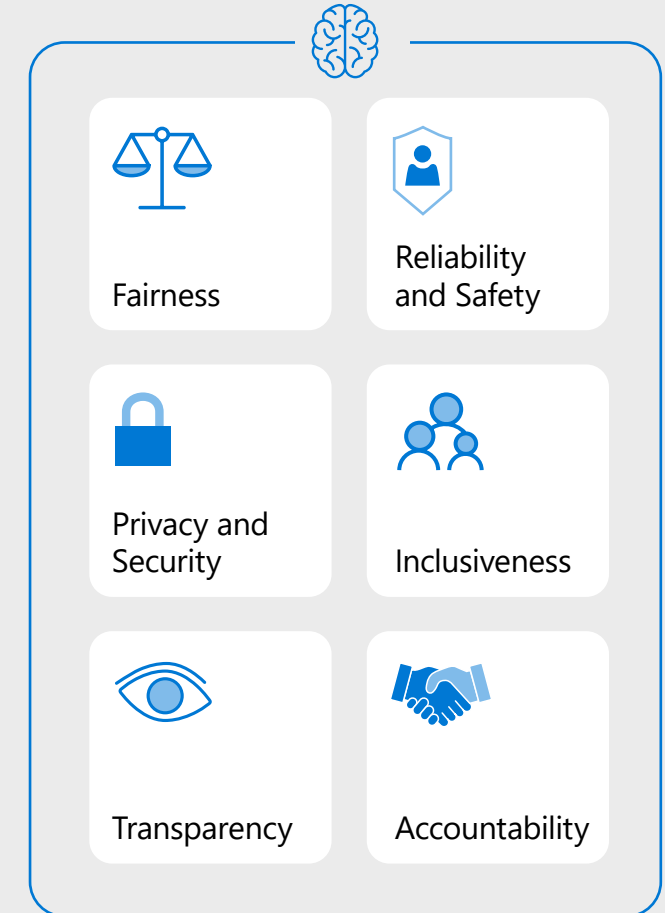 Fairness
Reliability
and Safety
Privacy and
Security
Inclusiveness
Transparency
Accountability